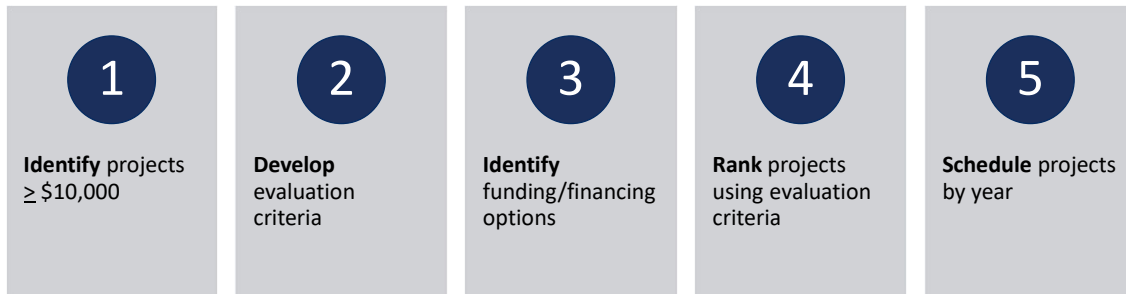 1
Identify projects
≥ $10,000
2
Develop
evaluation
criteria
3
Identify
funding/financing
options
4
Rank projects
using evaluation
criteria
5
Schedule projects
by year